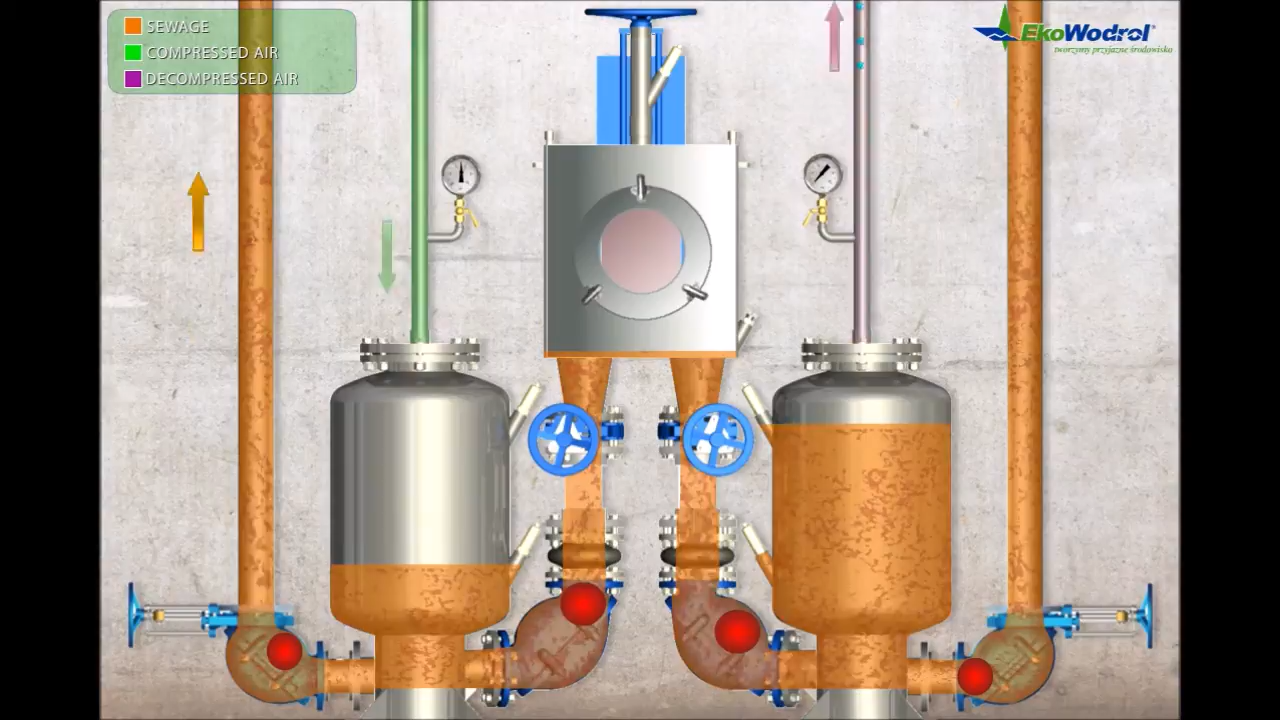 SEWAGE
COMPRESSED AIR
DECOMPRESSED AIR
EkoWodrol®
tworzymy przyjazne środowisko